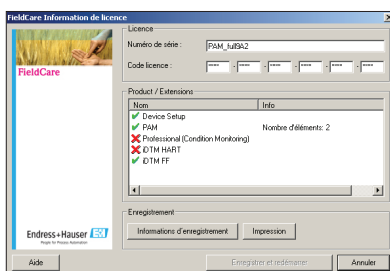 FieldCare Information de licence
FieldCare
Licence
Numéro de série :
PAM_full9A2
Code licence :
**** - **** - **** - **** - **** - ****
Product / Extensions
Nom Info
Device Setup
PAM Nombre d'éléments: 2
Professional (Condition Monitoring)
iDTM HART
iDTM FF
Enregistrement
Informations d'enregistrement Impression
Endress+Hauser EH
People for Process Automation
Aide Enregistrer et redémarrer Annuler